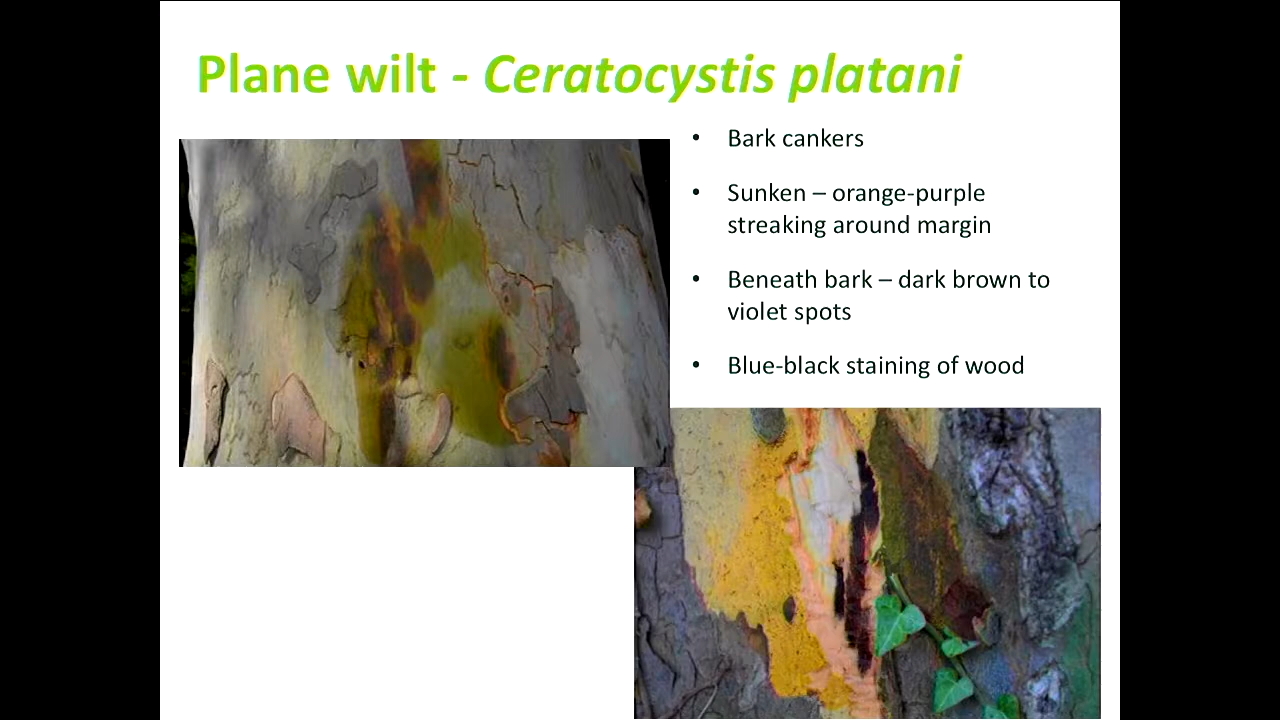 Plane wilt - Ceratocystis platani
• Bark cankers
• Sunken – orange-purple
streaking around margin
• Beneath bark – dark brown to
violet spots
• Blue-black staining of wood